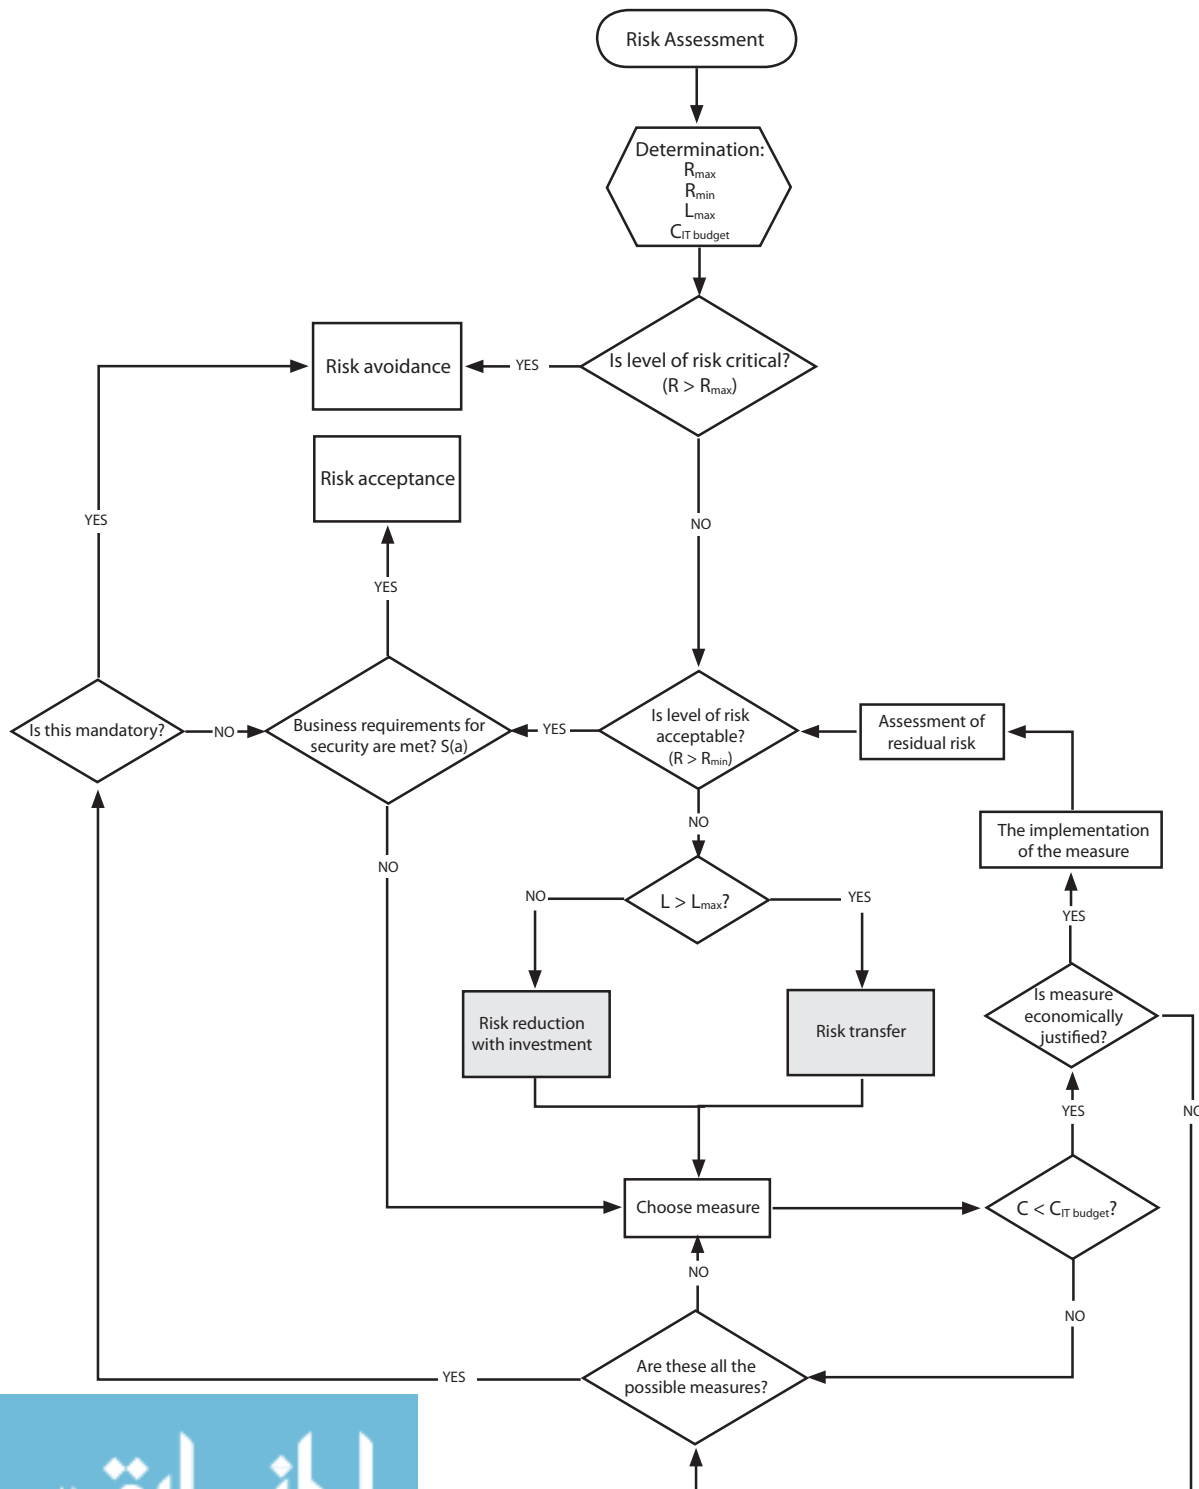 Risk Assessment
Determination:
Rmax
Rmin
Lmax
CIT budget
Is level of risk critical?
(R > Rmax)
YES
Risk avoidance
Risk acceptance
YES
NO
YES
Is this mandatory?
NO
Business requirements for
security are met? S(a)
YES
Is level of risk
acceptable?
(R > Rmin)
Assessment of
residual risk
NO
The implementation
of the measure
NO
L > Lmax?
NO
YES
YES
Risk reduction
with investment
Risk transfer
Is measure
economically
justified?
YES
NO
Choose measure
C < CIT budget?
NO
NO
Are these all the
possible measures?
YES